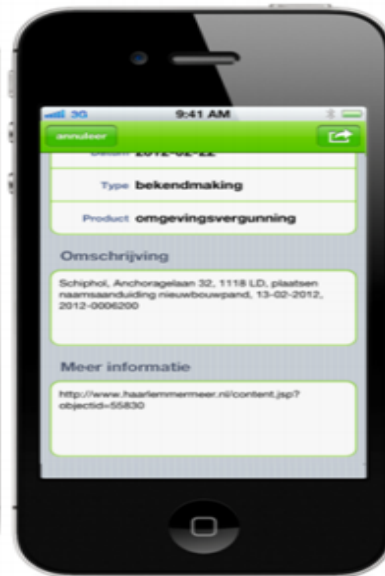 3G 9:41 AM
annuleer
Datum 2012-02-22
Type bekendmaking
Product omgevingsvergunning
Omschrijving
Schiphol, Anchoragelaan 32, 1118 LD, plaatsen
naamsaanduiding nieuwbouwpand, 13-02-2012,
2012-0006200
Meer informatie
http://www.haarlemmermeer.nl/content.jsp?
objectid=55830